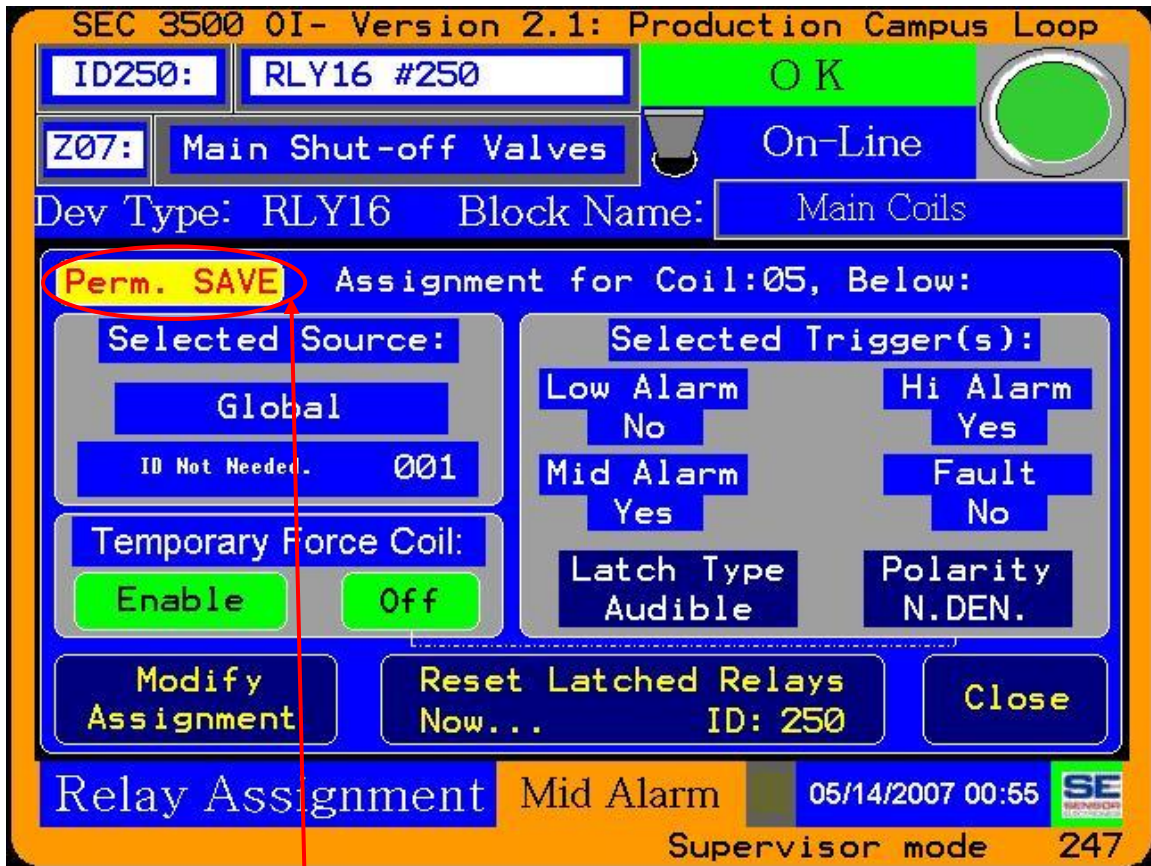 SEC 3500 OI- Version 2.1: Production Campus Loop
ID250: RLY16 #250 OK
Z07: Main Shut-off Valves On-Line
Dev Type: RLY16 Block Name: Main Coils
Perm. SAVE Assignment for Coil:05, Below:
Selected Source:
Global
ID Not Needed. 001
Selected Trigger(s):
Low Alarm Hi Alarm
No Yes
Mid Alarm Fault
Yes No
Latch Type Polarity
Audible N.DEN.
Temporary Force Coil:
Enable Off
Modify
Assignment
Reset Latched Relays
Now... ID: 250
Close
Relay Assignment Mid Alarm 05/14/2007 00:55 SE
SENSOR
Supervisor mode 247